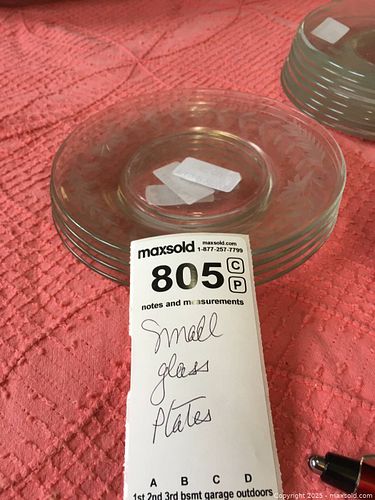 maxsold maxsold.com
1-877-257-7799
805 C
P
notes and measurements
Small
glass
Plates
A B C D
1st 2nd 3rd bsmt garage outdoors
Copyright 2025 - maxsold.com